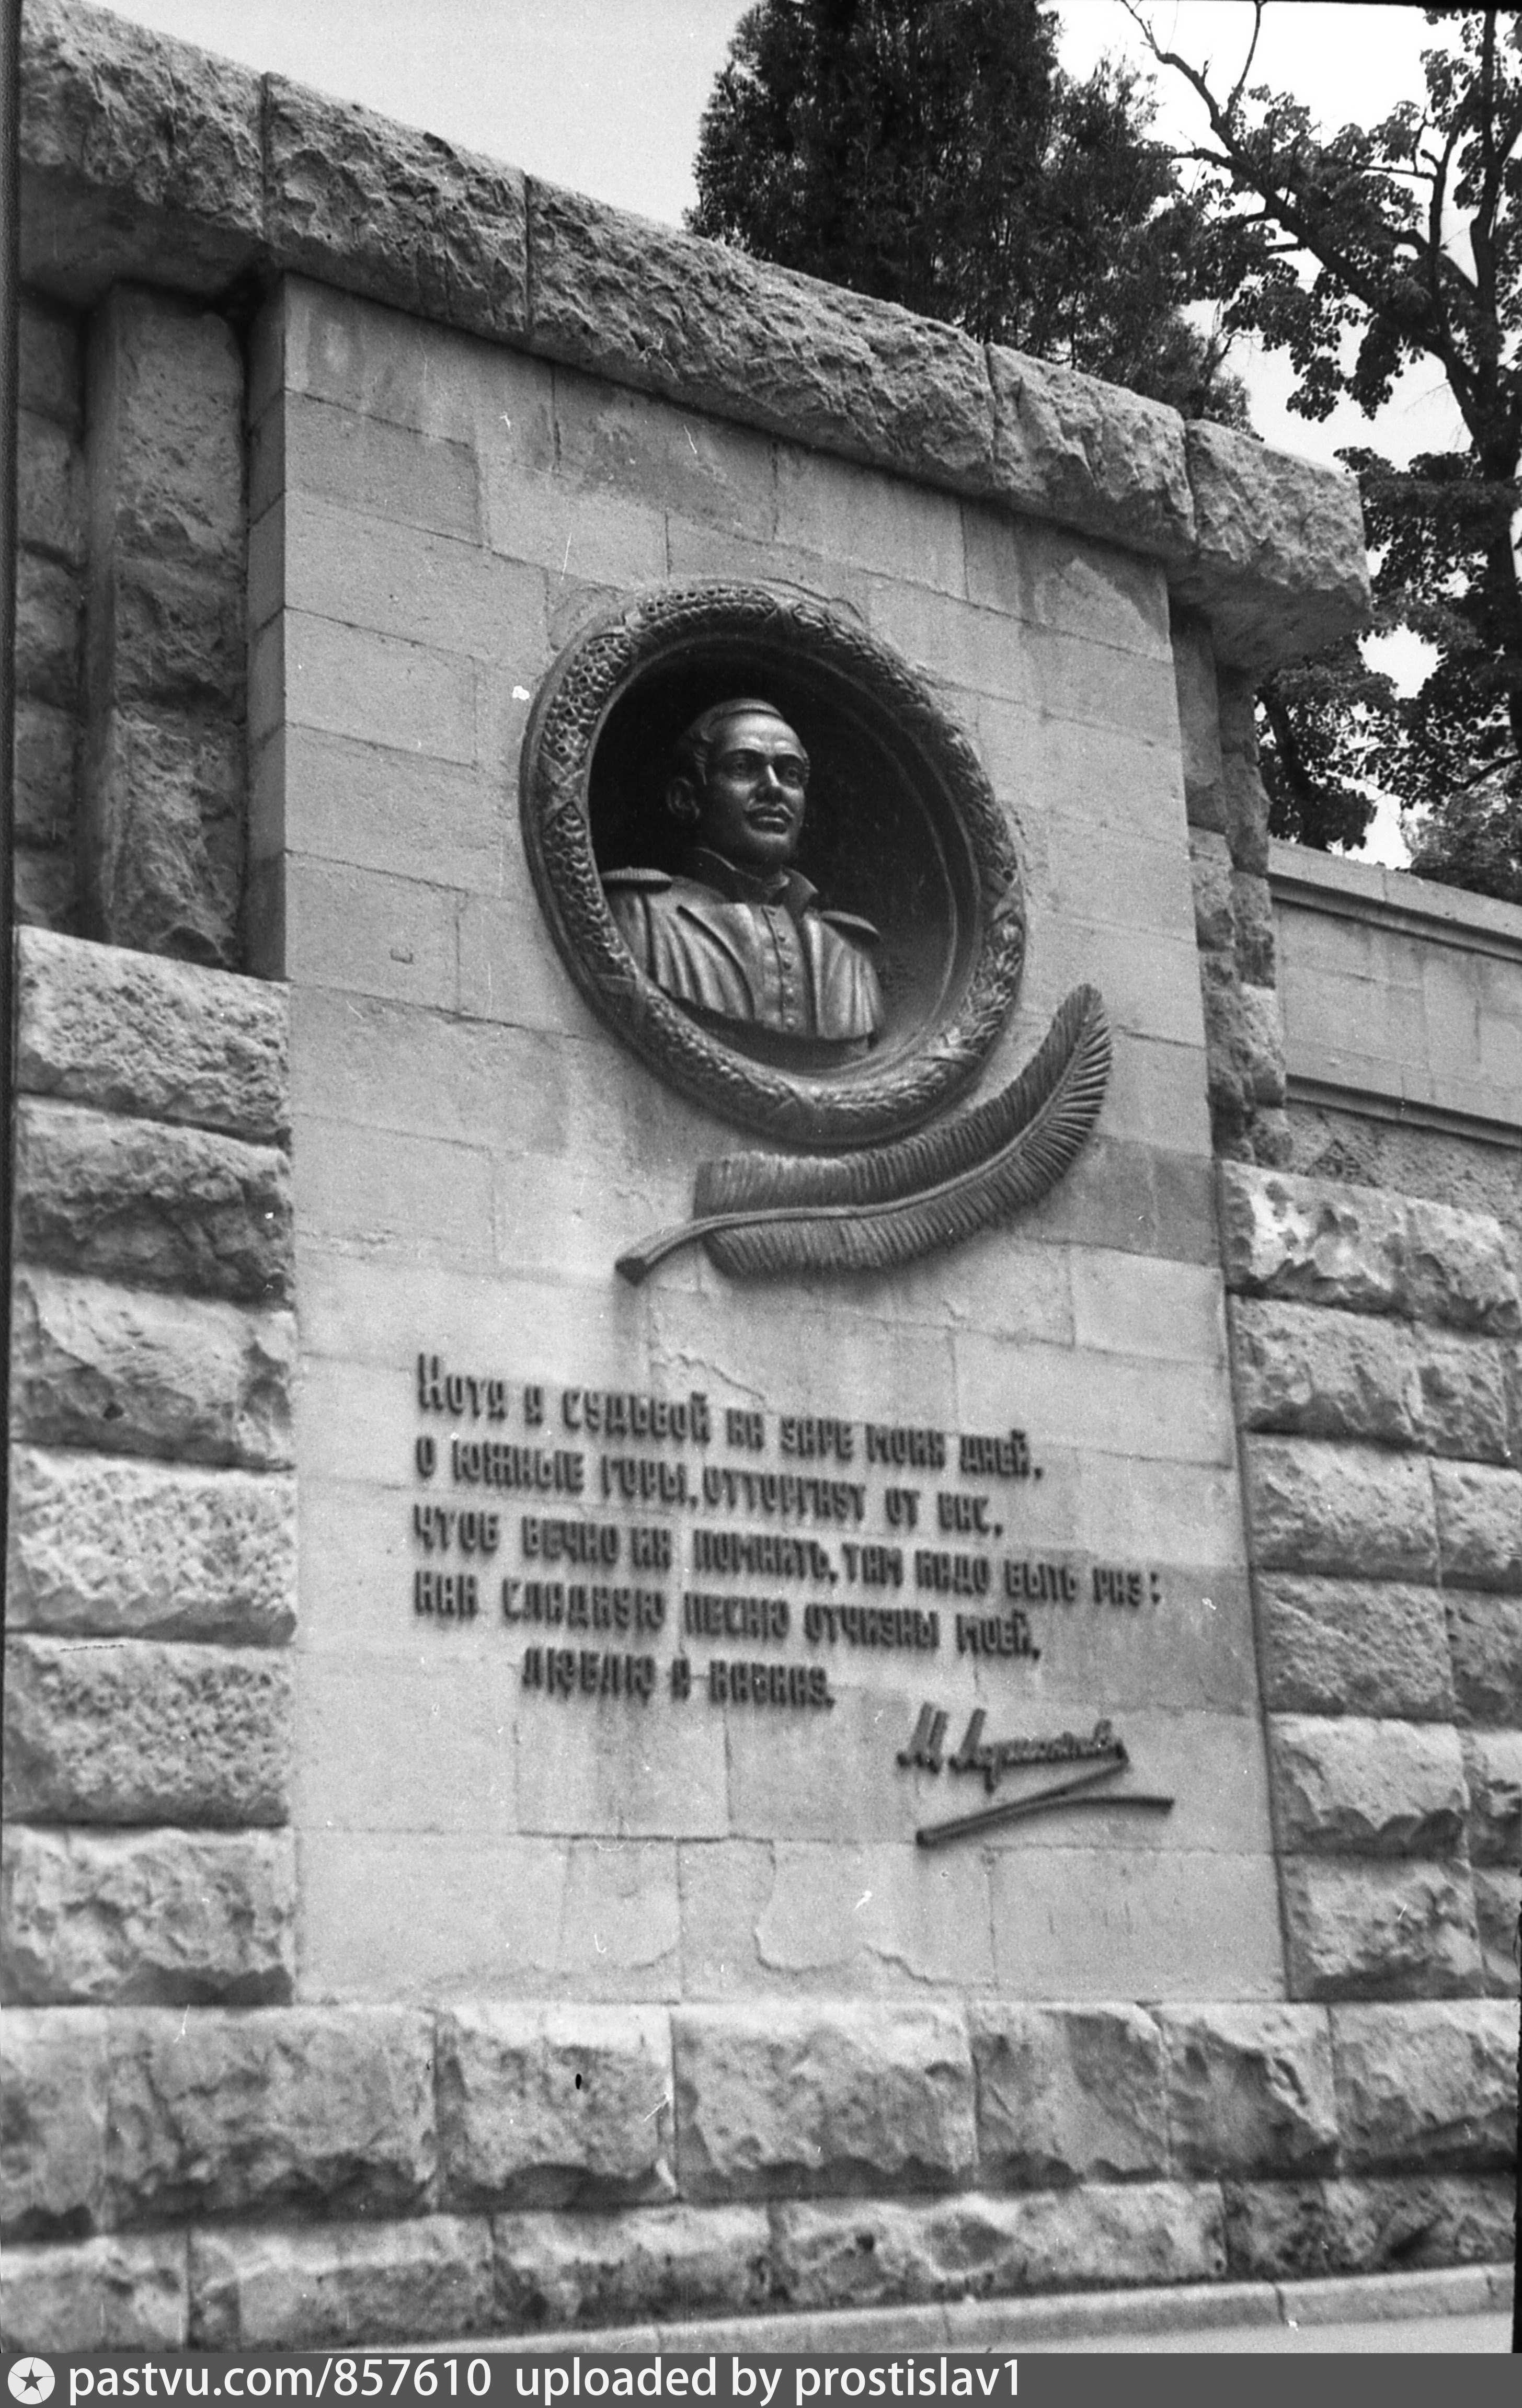 Хотя я судьбой на заре моих дней,
О южные горы, отторгнут от вас,
Чтоб вечно их помнить, там надо быть раз:
Как сладкую песню отчизны моей,
Люблю я Кавказ.
М Лермонтов
pastvu.com/857610 uploaded by prostislav1